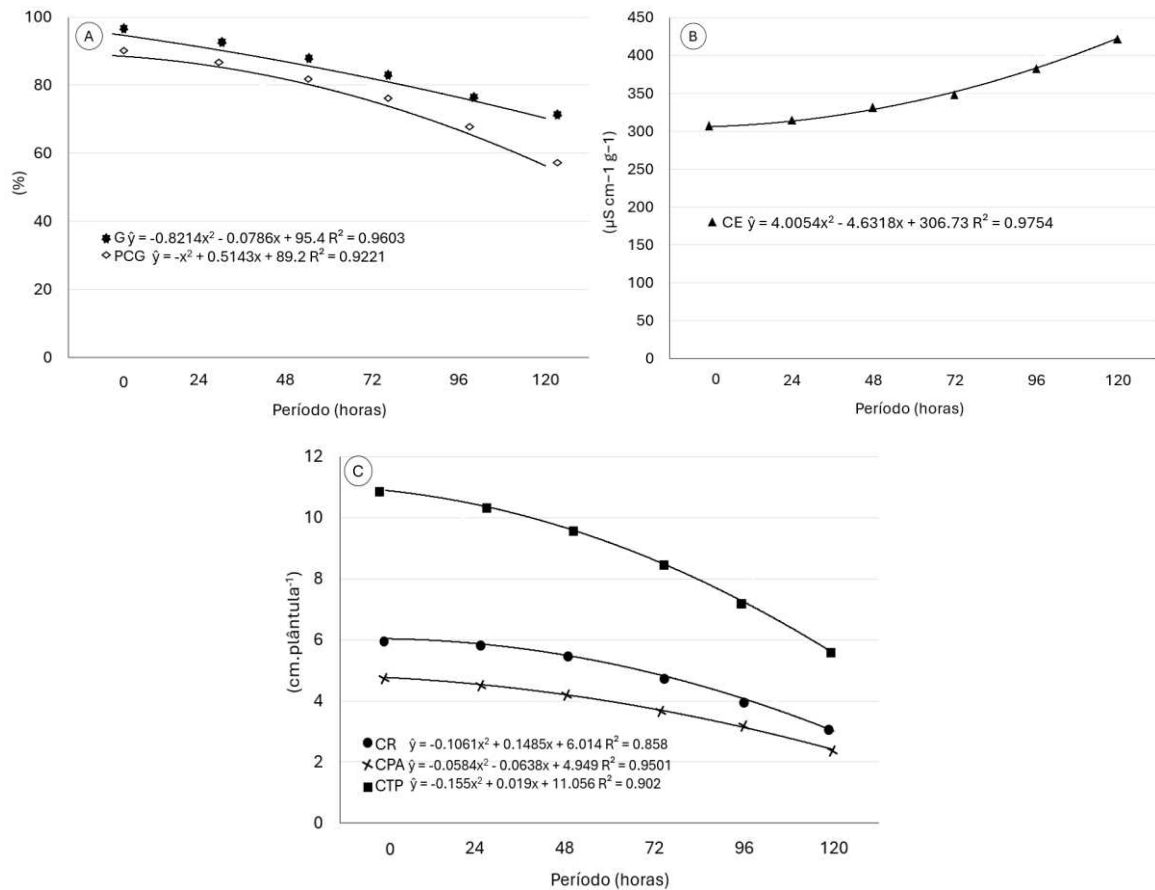 A
100
80
60
40
20
0
(%)
G ŷ = -0.8214x² - 0.0786x + 95.4 R² = 0.9603
PCG ŷ = -x² + 0.5143x + 89.2 R² = 0.9221
0 24 48 72 96 120
Período (horas)
B
450
400
350
300
250
200
150
100
50
0
(µS cm−1 g−1)
CE ŷ = 4.0054x² - 4.6318x + 306.73 R² = 0.9754
0 24 48 72 96 120
Período (horas)
C
12
10
8
6
4
2
0
(cm.plântula⁻¹)
CR ŷ = -0.1061x² + 0.1485x + 6.014 R² = 0.858
CPA ŷ = -0.0584x² - 0.0638x + 4.949 R² = 0.9501
CTP ŷ = -0.155x² + 0.019x + 11.056 R² = 0.902
0 24 48 72 96 120
Período (horas)